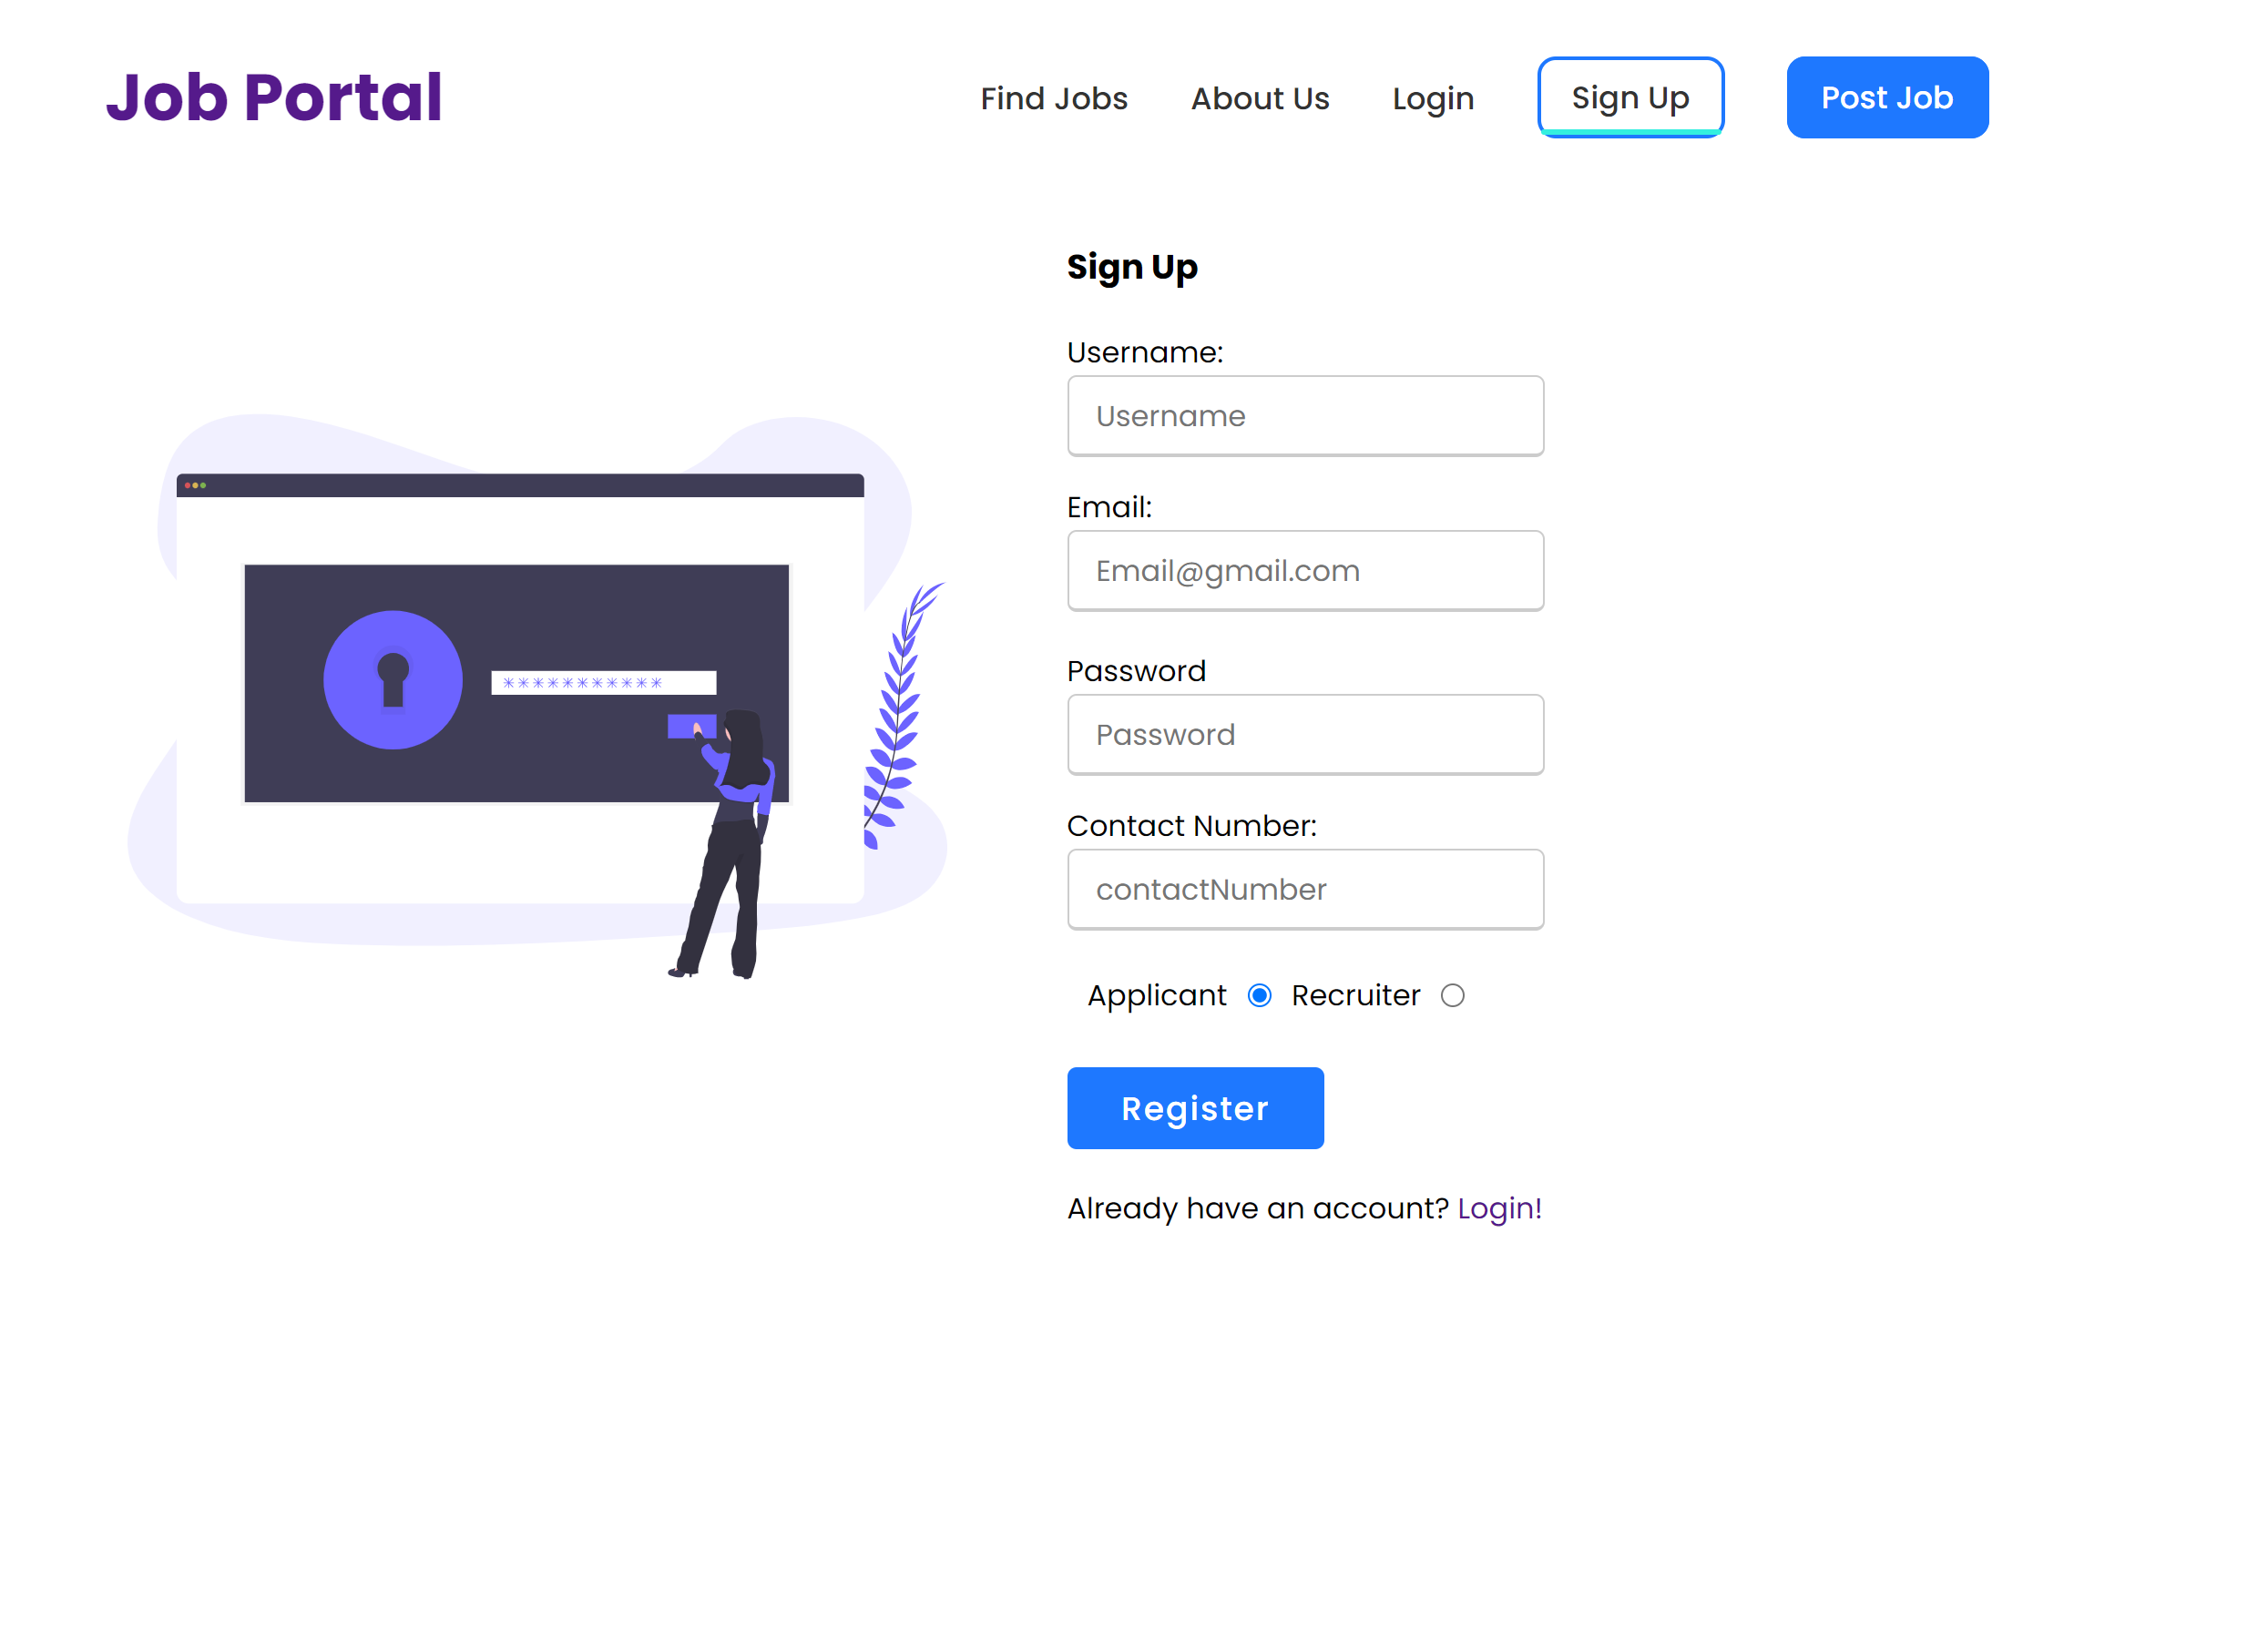 Job Portal
Find Jobs About Us Login Sign Up Post Job
Sign Up
Username:
Username
Email:
Email@gmail.com
Password
Password
Contact Number:
contactNumber
Applicant Recruiter
Register
Already have an account? Login!
***********